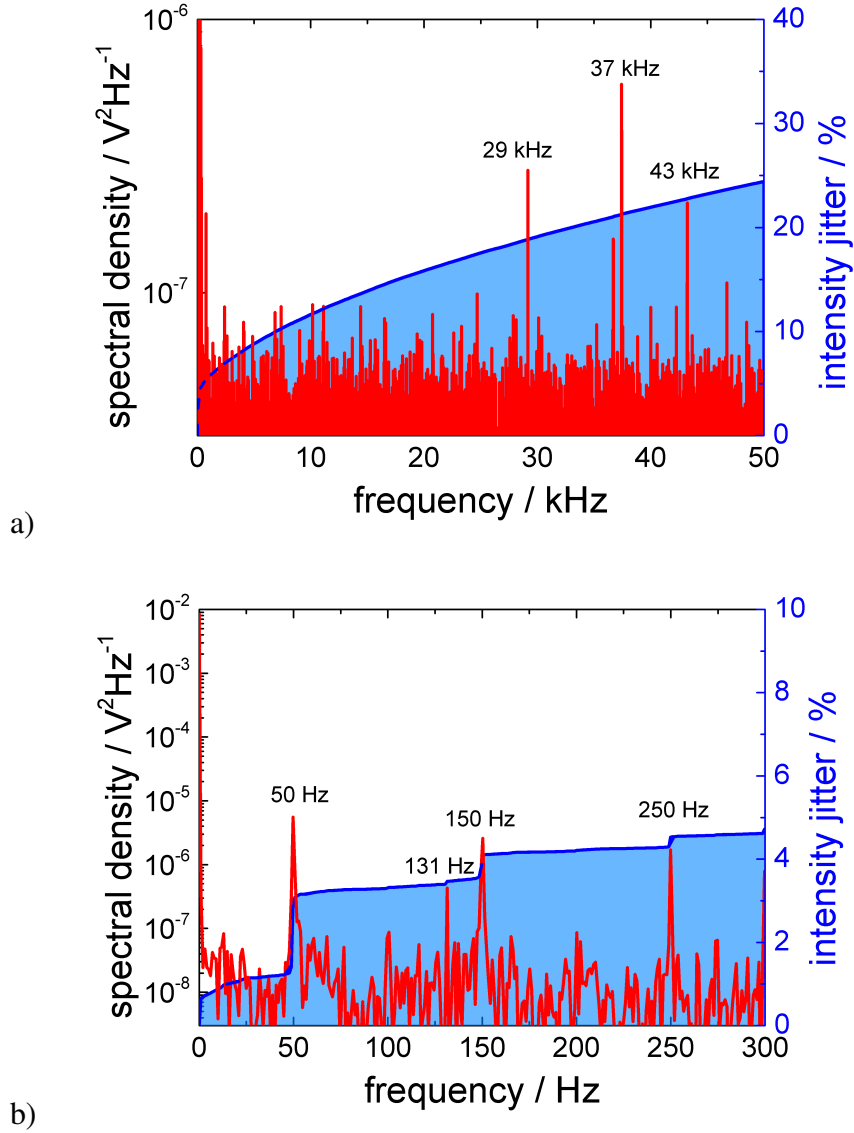 10⁻⁶
10⁻⁷
spectral density / V²Hz⁻¹
37 kHz
29 kHz
43 kHz
40
30
20
10
0
intensity jitter / %
0 10 20 30 40 50
frequency / kHz
a)
10⁻²
10⁻³
10⁻⁴
10⁻⁵
10⁻⁶
10⁻⁷
10⁻⁸
spectral density / V²Hz⁻¹
50 Hz
131 Hz
150 Hz
250 Hz
10
8
6
4
2
0
intensity jitter / %
0 50 100 150 200 250 300
frequency / Hz
b)